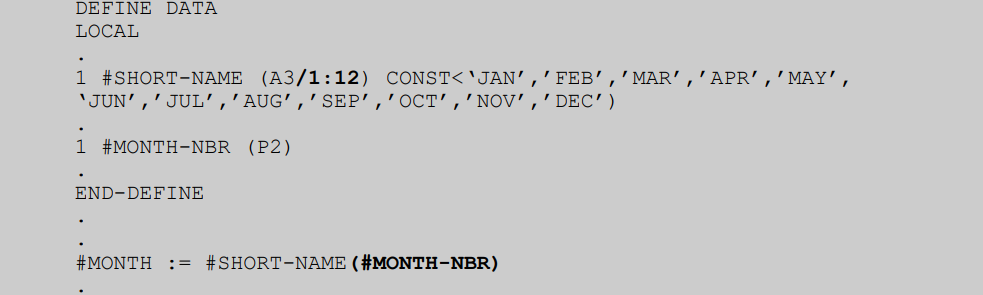 DEFINE DATA
LOCAL
.
1 #SHORT-NAME (A3/1:12) CONST<‘JAN’,’FEB’,’MAR’,’APR’,’MAY’,
‘JUN’,’JUL’,’AUG’,’SEP’,’OCT’,’NOV’,’DEC’)
.
1 #MONTH-NBR (P2)
.
END-DEFINE
.
.
#MONTH := #SHORT-NAME(#MONTH-NBR)
.